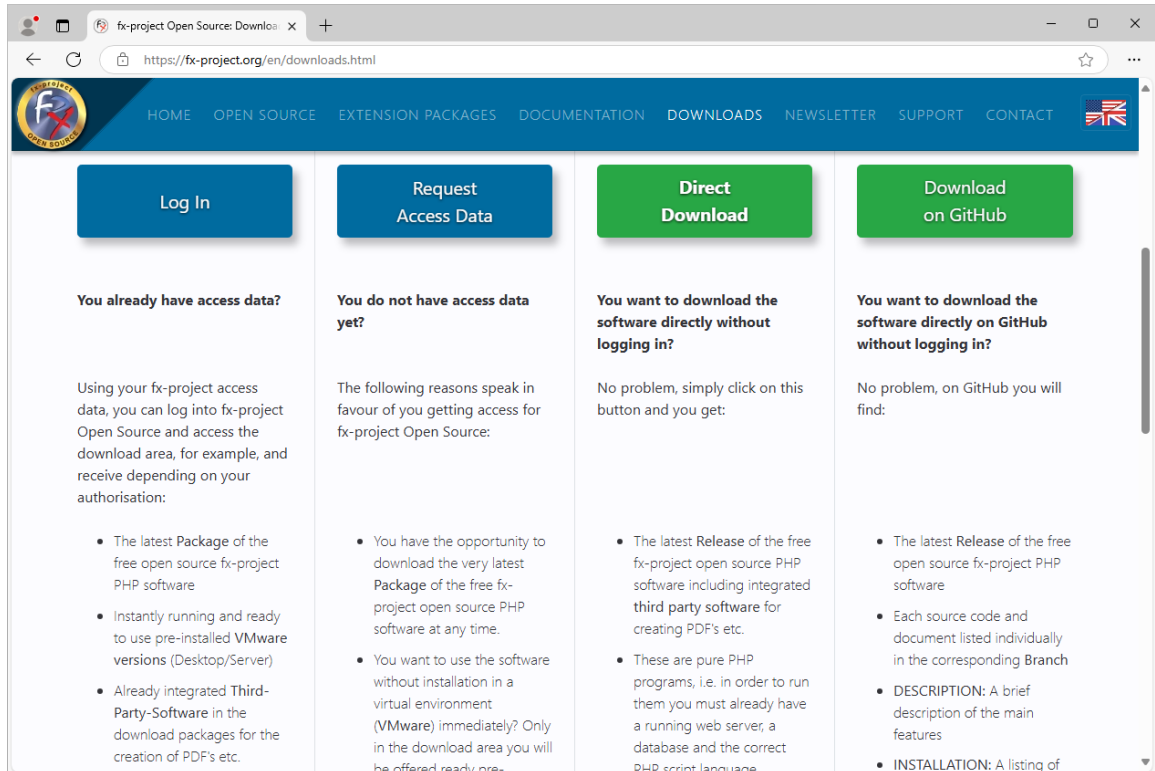 fx-project Open Source: Downloa
https://fx-project.org/en/downloads.html
fx-project
Fx
OPEN SOURCE
HOME OPEN SOURCE EXTENSION PACKAGES DOCUMENTATION DOWNLOADS NEWSLETTER SUPPORT CONTACT
Log In
You already have access data?
Using your fx-project access
data, you can log into fx-project
Open Source and access the
download area, for example, and
receive depending on your
authorisation:
• The latest Package of the
free open source fx-project
PHP software
• Instantly running and ready
to use pre-installed VMware
versions (Desktop/Server)
• Already integrated Third-
Party-Software in the
download packages for the
creation of PDF's etc.
Request
Access Data
You do not have access data
yet?
The following reasons speak in
favour of you getting access for
fx-project Open Source:
• You have the opportunity to
download the very latest
Package of the free fx-
project open source PHP
software at any time.
• You want to use the software
without installation in a
virtual environment
(VMware) immediately? Only
in the download area you will
be offered ready pre-
Direct
Download
You want to download the
software directly without
logging in?
No problem, simply click on this
button and you get:
• The latest Release of the free
fx-project open source PHP
software including integrated
third party software for
creating PDF's etc.
• These are pure PHP
programs, i.e. in order to run
them you must already have
a running web server, a
database and the correct
PHP script language
Download
on GitHub
You want to download the
software directly on GitHub
without logging in?
No problem, on GitHub you will
find:
• The latest Release of the free
open source fx-project PHP
software
• Each source code and
document listed individually
in the corresponding Branch
• DESCRIPTION: A brief
description of the main
features
• INSTALLATION: A listing of